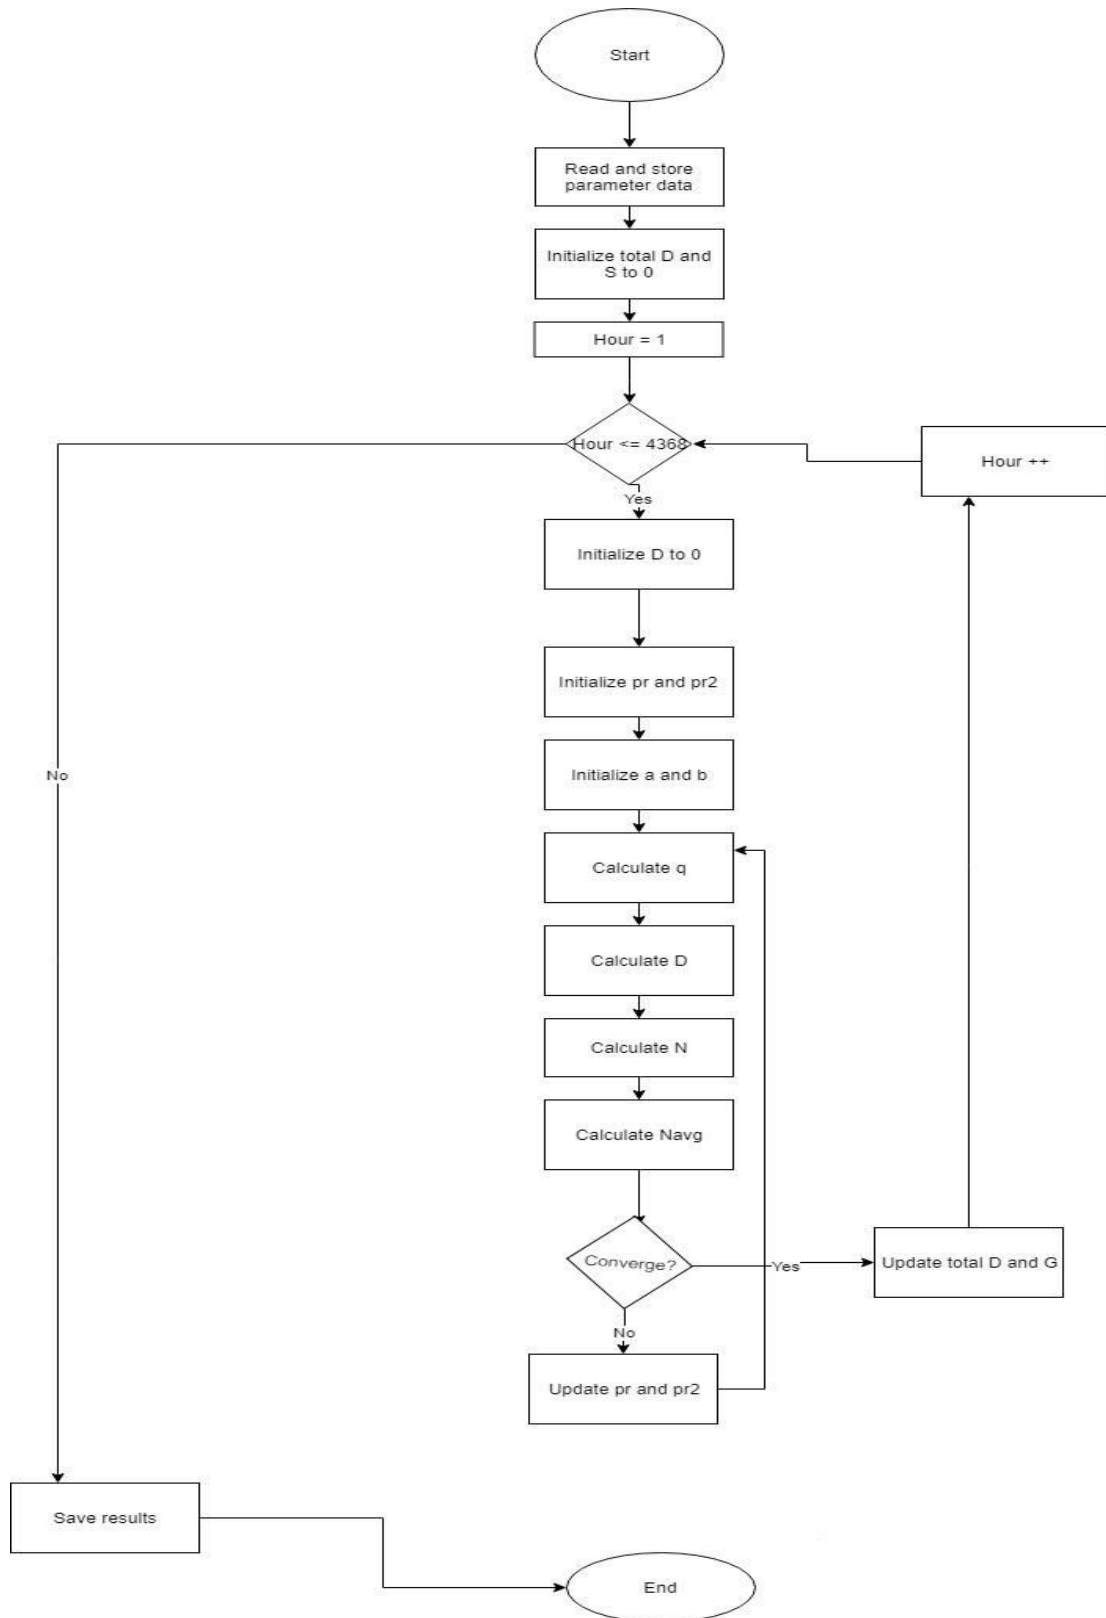 Start
Read and store
parameter data
Initialize total D and
S to 0
Hour = 1
Hour <= 4368
Hour ++
Yes
Initialize D to 0
Initialize pr and pr2
No
Initialize a and b
Calculate q
Calculate D
Calculate N
Calculate Navg
Converge?
Yes
Update total D and G
No
Update pr and pr2
Save results
End